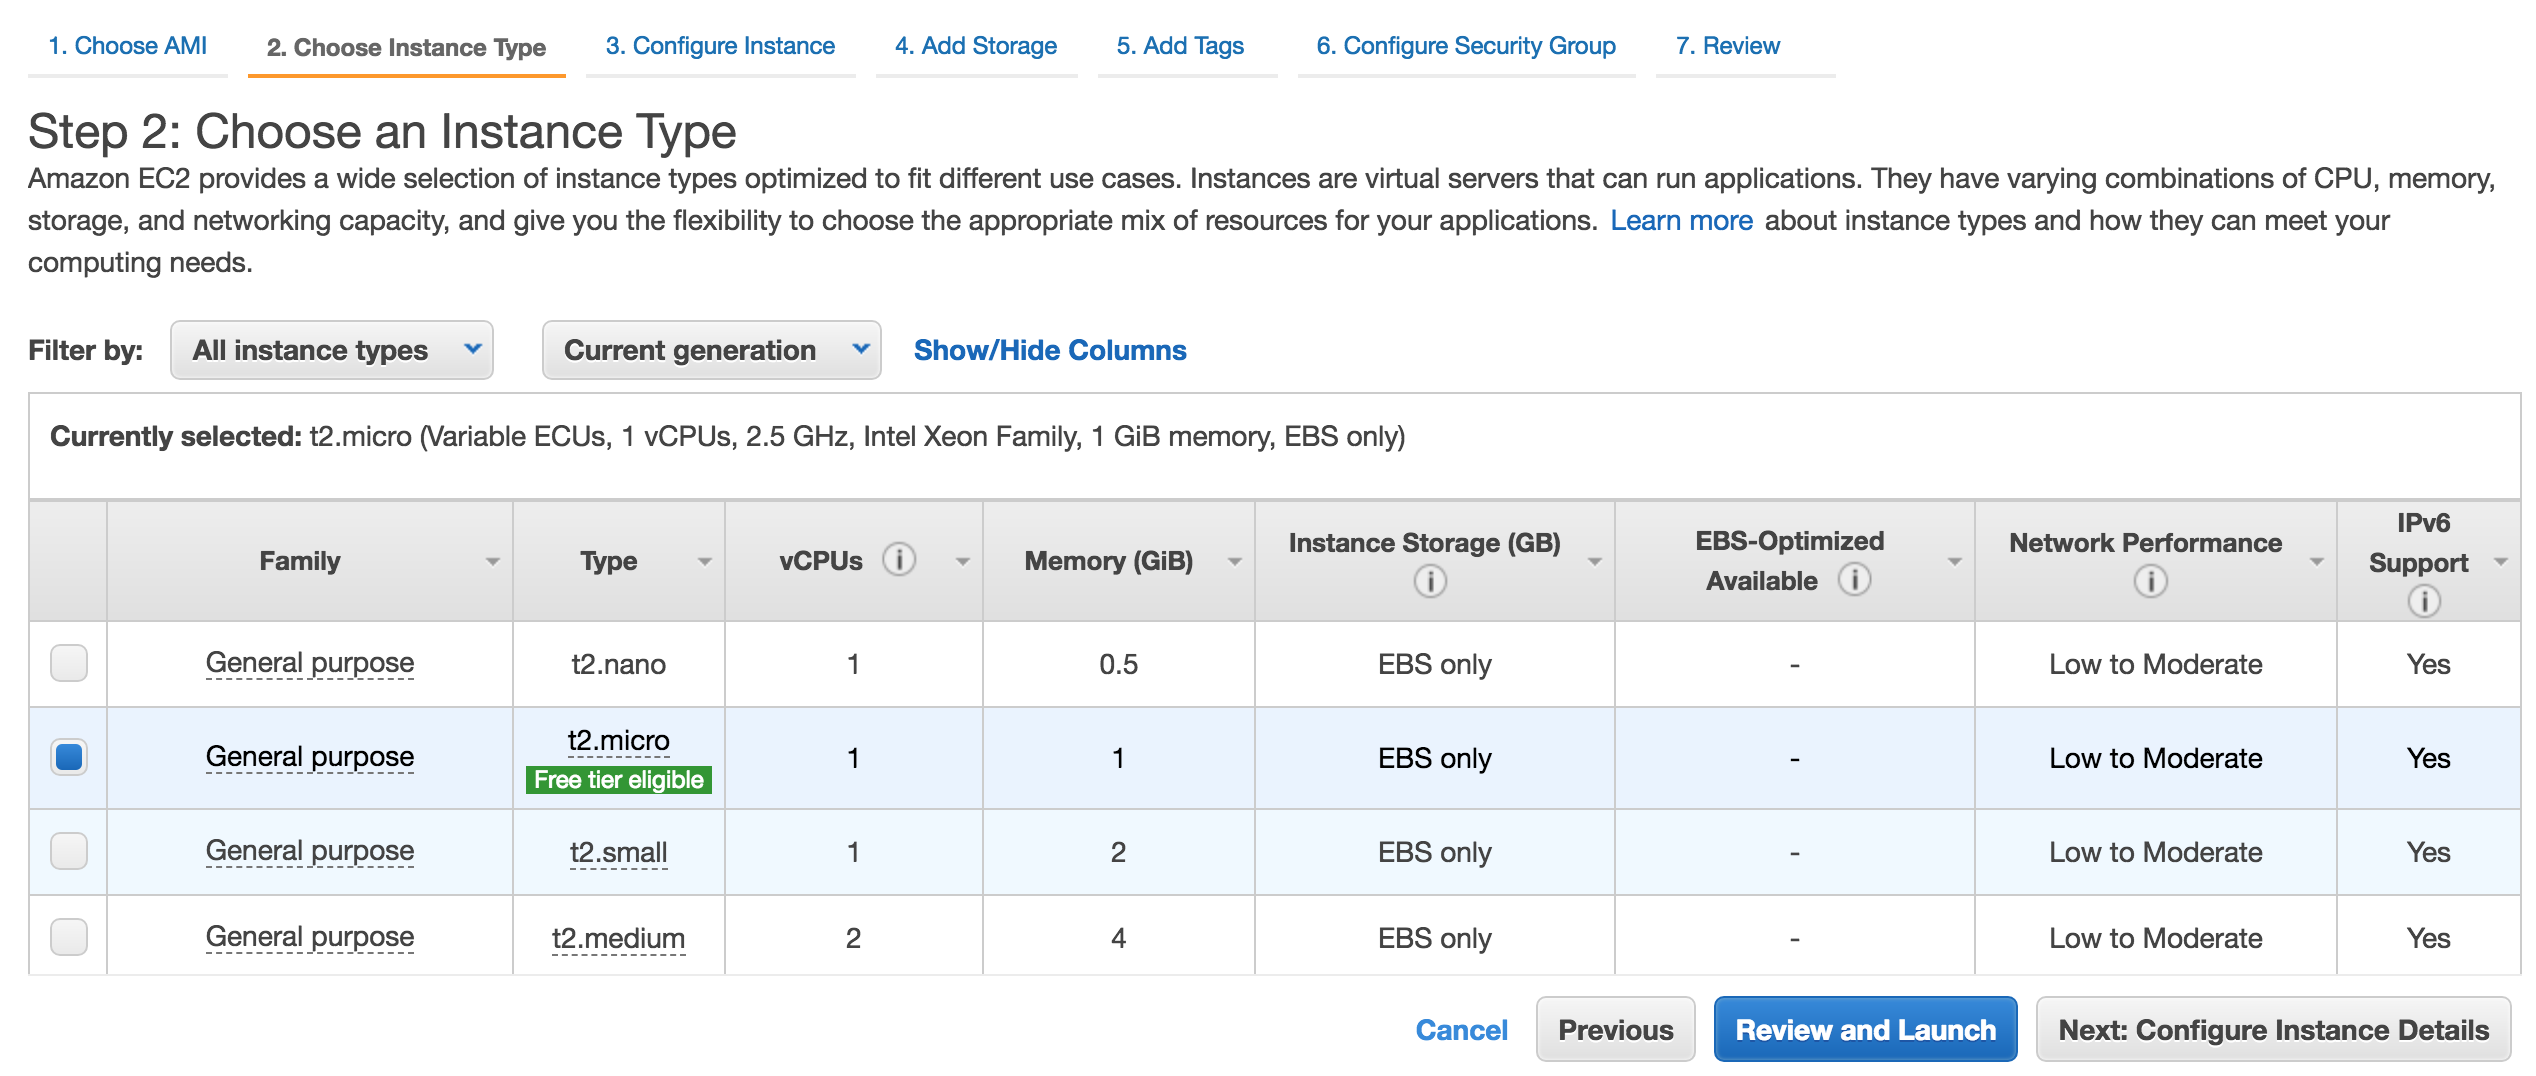 1. Choose AMI 2. Choose Instance Type 3. Configure Instance 4. Add Storage 5. Add Tags 6. Configure Security Group 7. Review
Step 2: Choose an Instance Type
Amazon EC2 provides a wide selection of instance types optimized to fit different use cases. Instances are virtual servers that can run applications. They have varying combinations of CPU, memory,
storage, and networking capacity, and give you the flexibility to choose the appropriate mix of resources for your applications. Learn more about instance types and how they can meet your
computing needs.
Filter by: All instance types Current generation Show/Hide Columns
Currently selected: t2.micro (Variable ECUs, 1 vCPUs, 2.5 GHz, Intel Xeon Family, 1 GiB memory, EBS only)
Family Type vCPUs i Memory (GiB) Instance Storage (GB) i EBS-Optimized Available i Network Performance i IPv6 Support i
General purpose t2.nano 1 0.5 EBS only - Low to Moderate Yes
General purpose t2.micro Free tier eligible 1 1 EBS only - Low to Moderate Yes
General purpose t2.small 1 2 EBS only - Low to Moderate Yes
General purpose t2.medium 2 4 EBS only - Low to Moderate Yes
Cancel Previous Review and Launch Next: Configure Instance Details